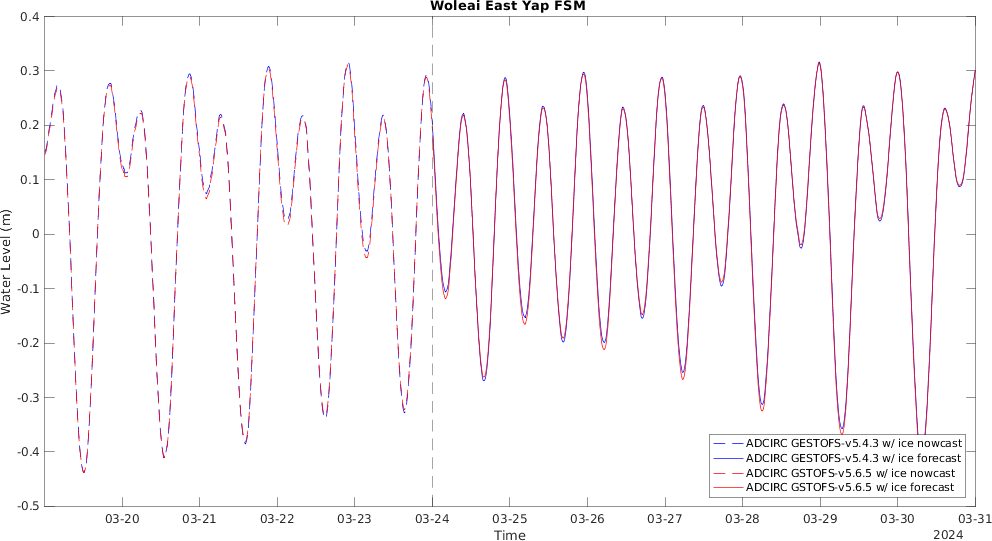 Woleai East Yap FSM
0.4
0.3
0.2
0.1
0
-0.1
-0.2
-0.3
-0.4
-0.5
Water Level (m)
ADCIRC GESTOFS-v5.4.3 w/ ice nowcast
ADCIRC GESTOFS-v5.4.3 w/ ice forecast
ADCIRC GSTOFS-v5.6.5 w/ ice nowcast
ADCIRC GSTOFS-v5.6.5 w/ ice forecast
03-20 03-21 03-22 03-23 03-24 03-25 03-26 03-27 03-28 03-29 03-30 03-31
Time
2024